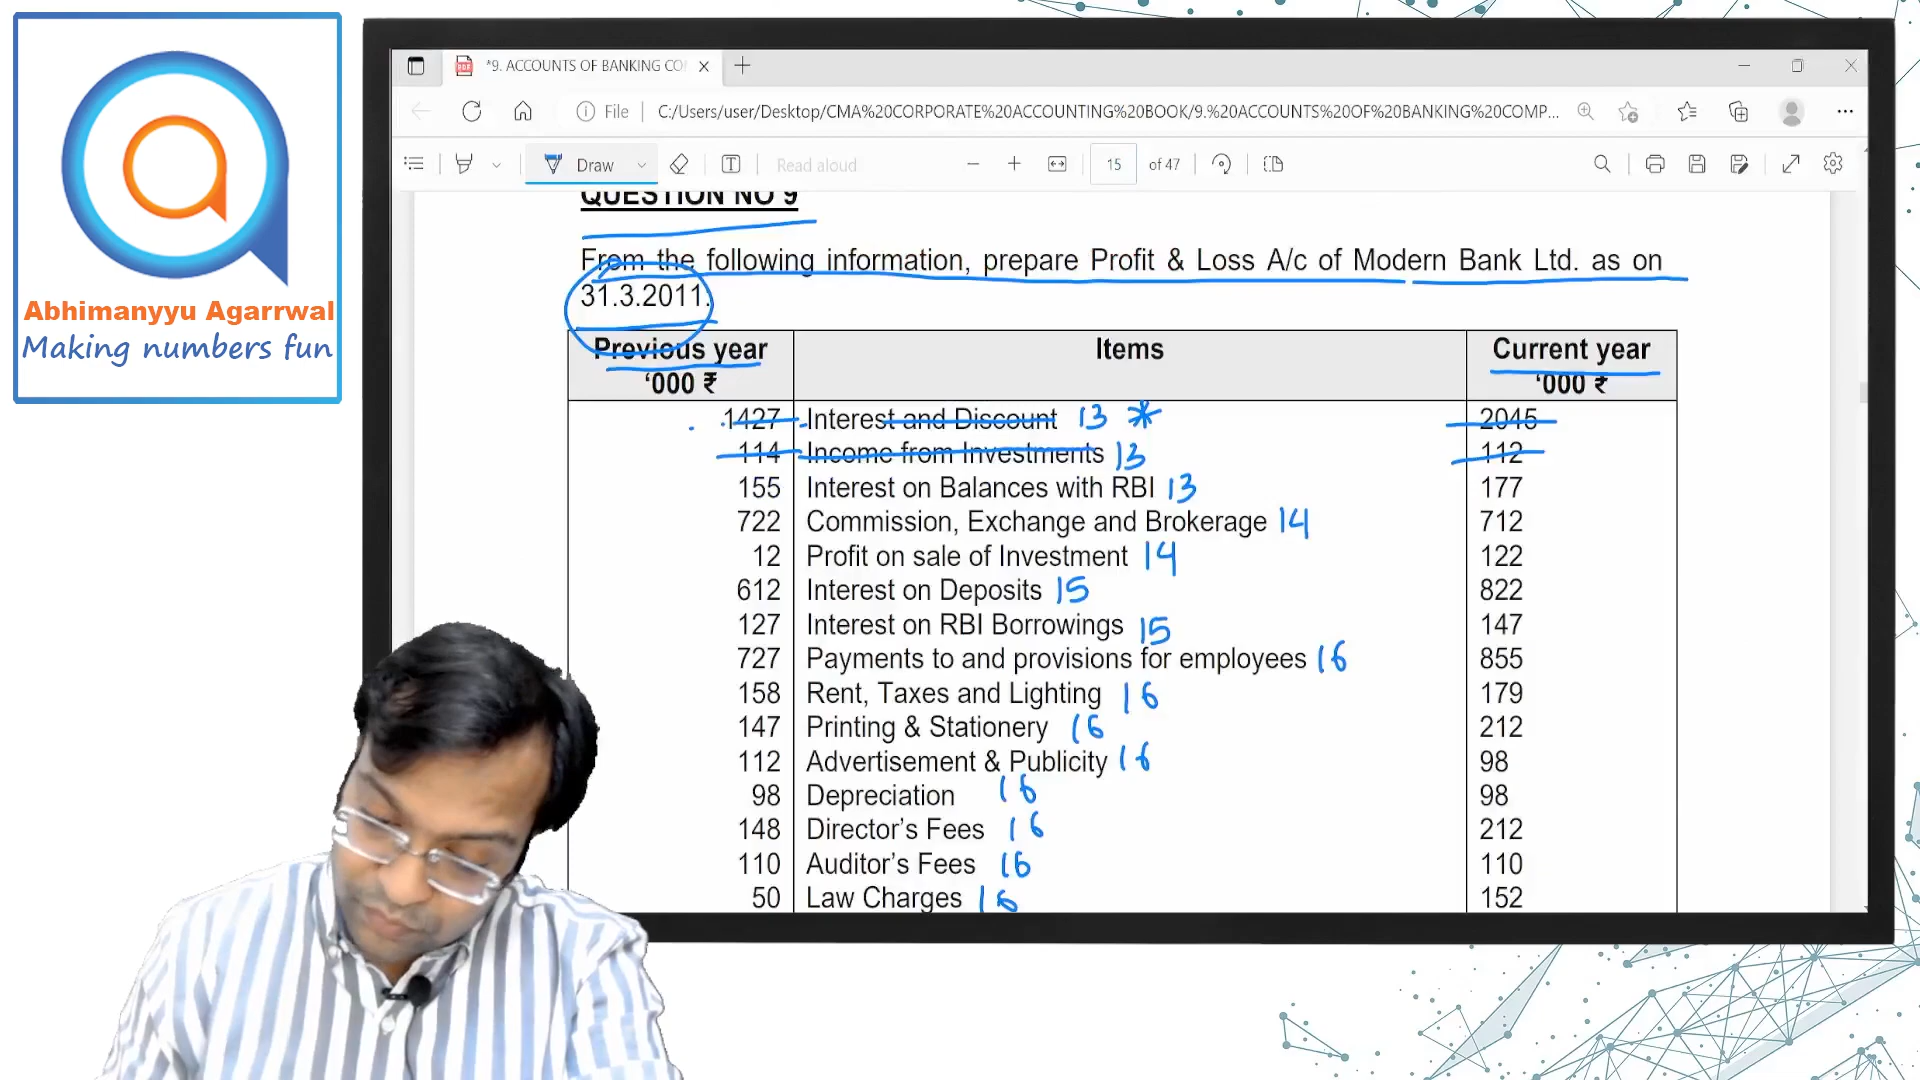 Abhimanyyu Agarrwal
Making numbers fun
*9. ACCOUNTS OF BANKING CO
File C:/Users/user/Desktop/CMA%20CORPORATE%20ACCOUNTING%20BOOK/9.%20ACCOUNTS%20OF%20BANKING%20COMP...
Draw Read aloud 15 of 47
QUESTION NO 9
From the following information, prepare Profit & Loss A/c of Modern Bank Ltd. as on
31.3.2011.
Previous year Items Current year
‘000 ₹ ‘000 ₹
1427 Interest and Discount 13 * 2045
114 Income from Investments 13 112
155 Interest on Balances with RBI 13 177
722 Commission, Exchange and Brokerage 14 712
12 Profit on sale of Investment 14 122
612 Interest on Deposits 15 822
127 Interest on RBI Borrowings 15 147
727 Payments to and provisions for employees 16 855
158 Rent, Taxes and Lighting 16 179
147 Printing & Stationery 16 212
112 Advertisement & Publicity 16 98
98 Depreciation 16 98
148 Director’s Fees 16 212
110 Auditor’s Fees 16 110
50 Law Charges 16 152